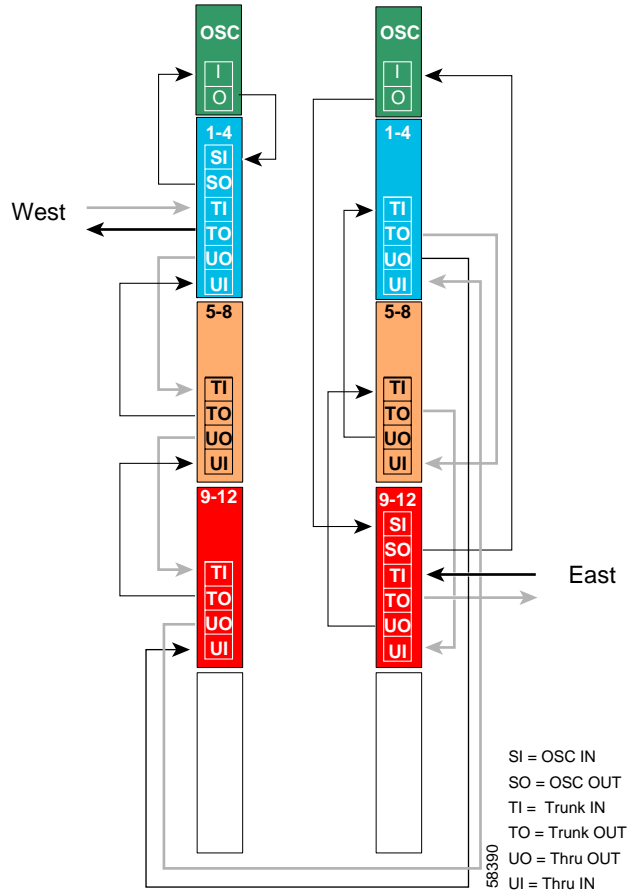 OSC
I
O
1-4
SI
SO
TI
TO
UO
UI
5-8
TI
TO
UO
UI
9-12
TI
TO
UO
UI
West
OSC
I
O
1-4
TI
TO
UO
UI
5-8
TI
TO
UO
UI
9-12
SI
SO
TI
TO
UO
UI
East
SI = OSC IN
SO = OSC OUT
TI = Trunk IN
TO = Trunk OUT
UO = Thru OUT
UI = Thru IN
58390